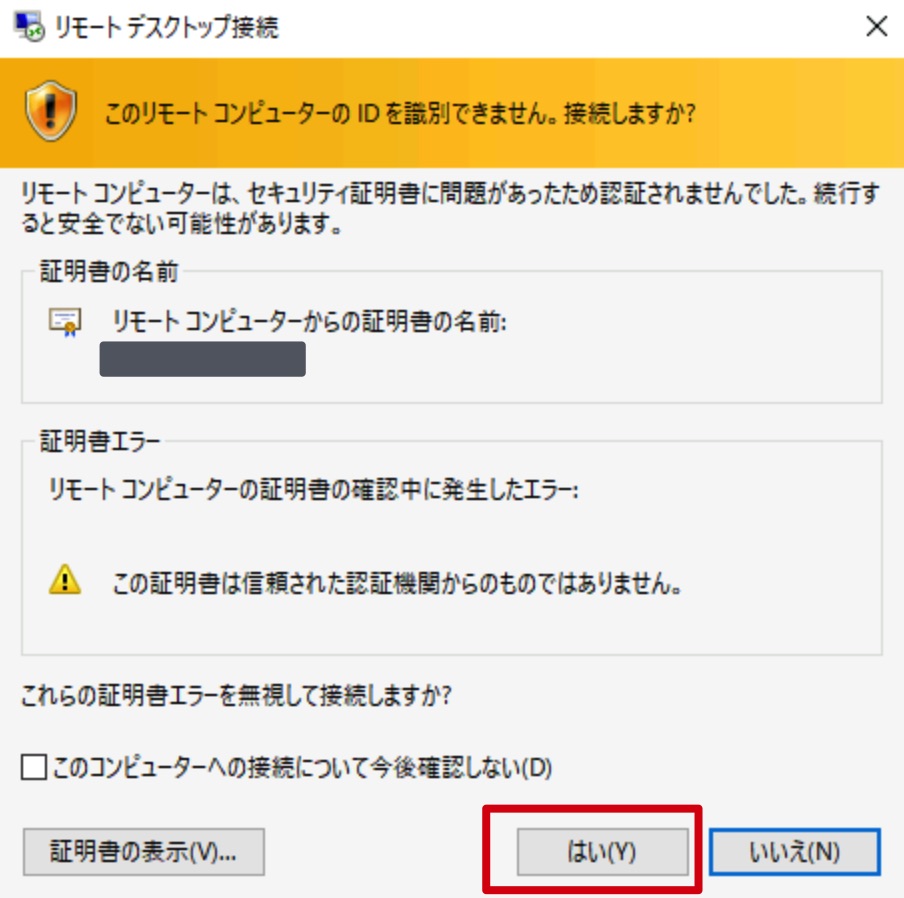 リモート デスクトップ接続
このリモート コンピューターの ID を識別できません。接続しますか?
リモート コンピューターは、セキュリティ証明書に問題があったため認証されませんでした。続行す
ると安全でない可能性があります。
証明書の名前
リモート コンピューターからの証明書の名前:
証明書エラー
リモート コンピューターの証明書の確認中に発生したエラー:
この証明書は信頼された認証機関からのものではありません。
これらの証明書エラーを無視して接続しますか?
このコンピューターへの接続について今後確認しない(D)
証明書の表示(V)...
はい(Y)
いいえ(N)